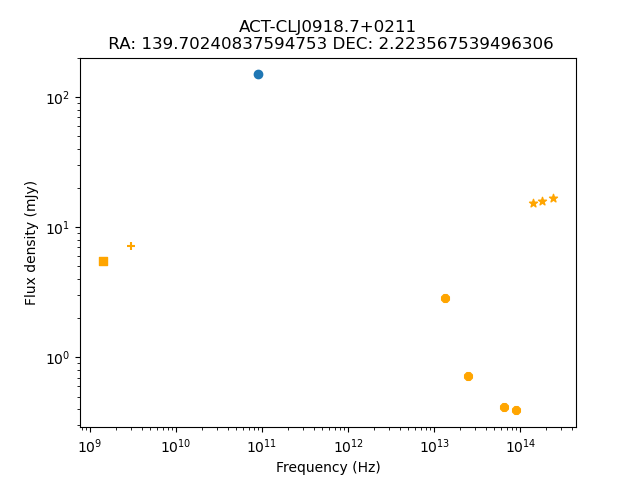 ACT-CLJ0918.7+0211
RA: 139.70240837594753 DEC: 2.223567539496306
Flux density (mJy)
10²
10¹
10⁰
10⁹
10¹⁰
10¹¹
10¹²
10¹³
10¹⁴
Frequency (Hz)